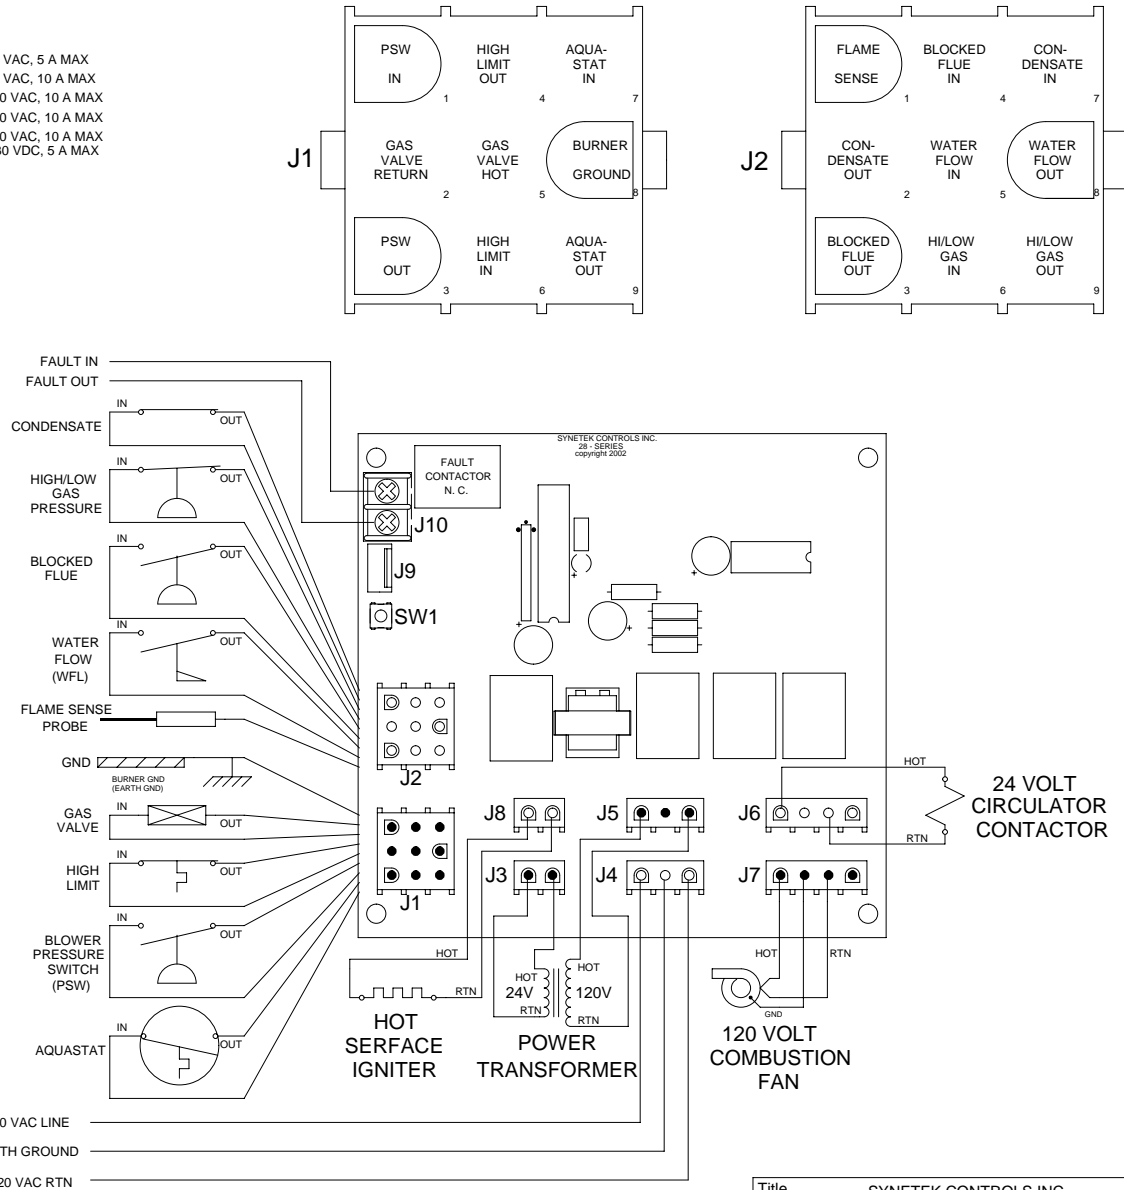 VAC, 5 A MAX
VAC, 10 A MAX
0 VAC, 10 A MAX
0 VAC, 10 A MAX
0 VAC, 10 A MAX
30 VDC, 5 A MAX
J1
PSW
IN
1
HIGH
LIMIT
OUT
4
AQUA-
STAT
IN
7
GAS
VALVE
RETURN
2
GAS
VALVE
HOT
5
BURNER
GROUND
8
PSW
OUT
3
HIGH
LIMIT
IN
6
AQUA-
STAT
OUT
9
J2
FLAME
SENSE
1
BLOCKED
FLUE
IN
4
CON-
DENSATE
IN
7
CON-
DENSATE
OUT
2
WATER
FLOW
IN
5
WATER
FLOW
OUT
8
BLOCKED
FLUE
OUT
3
HI/LOW
GAS
IN
6
HI/LOW
GAS
OUT
9
FAULT IN
FAULT OUT
CONDENSATE
IN
OUT
HIGH/LOW
GAS
PRESSURE
IN
OUT
BLOCKED
FLUE
IN
OUT
WATER
FLOW
(WFL)
IN
OUT
FLAME SENSE
PROBE
GND
BURNER GND
(EARTH GND)
GAS
VALVE
IN
OUT
HIGH
LIMIT
IN
OUT
BLOWER
PRESSURE
SWITCH
(PSW)
IN
OUT
AQUASTAT
IN
OUT
0 VAC LINE
TH GROUND
20 VAC RTN
SYNETEK CONTROLS INC.
28 - SERIES
copyright 2002
FAULT
CONTACTOR
N. C.
J10
J9
SW1
+
+
+
+
J2
J1
J8
J5
J6
J3
J4
J7
HOT
RTN
24 VOLT
CIRCULATOR
CONTACTOR
HOT
RTN
HOT
SERFACE
IGNITER
HOT
24V
RTN
HOT
120V
RTN
POWER
TRANSFORMER
HOT
RTN
GND
120 VOLT
COMBUSTION
FAN
Title
SYNETEK CONTROLS INC.